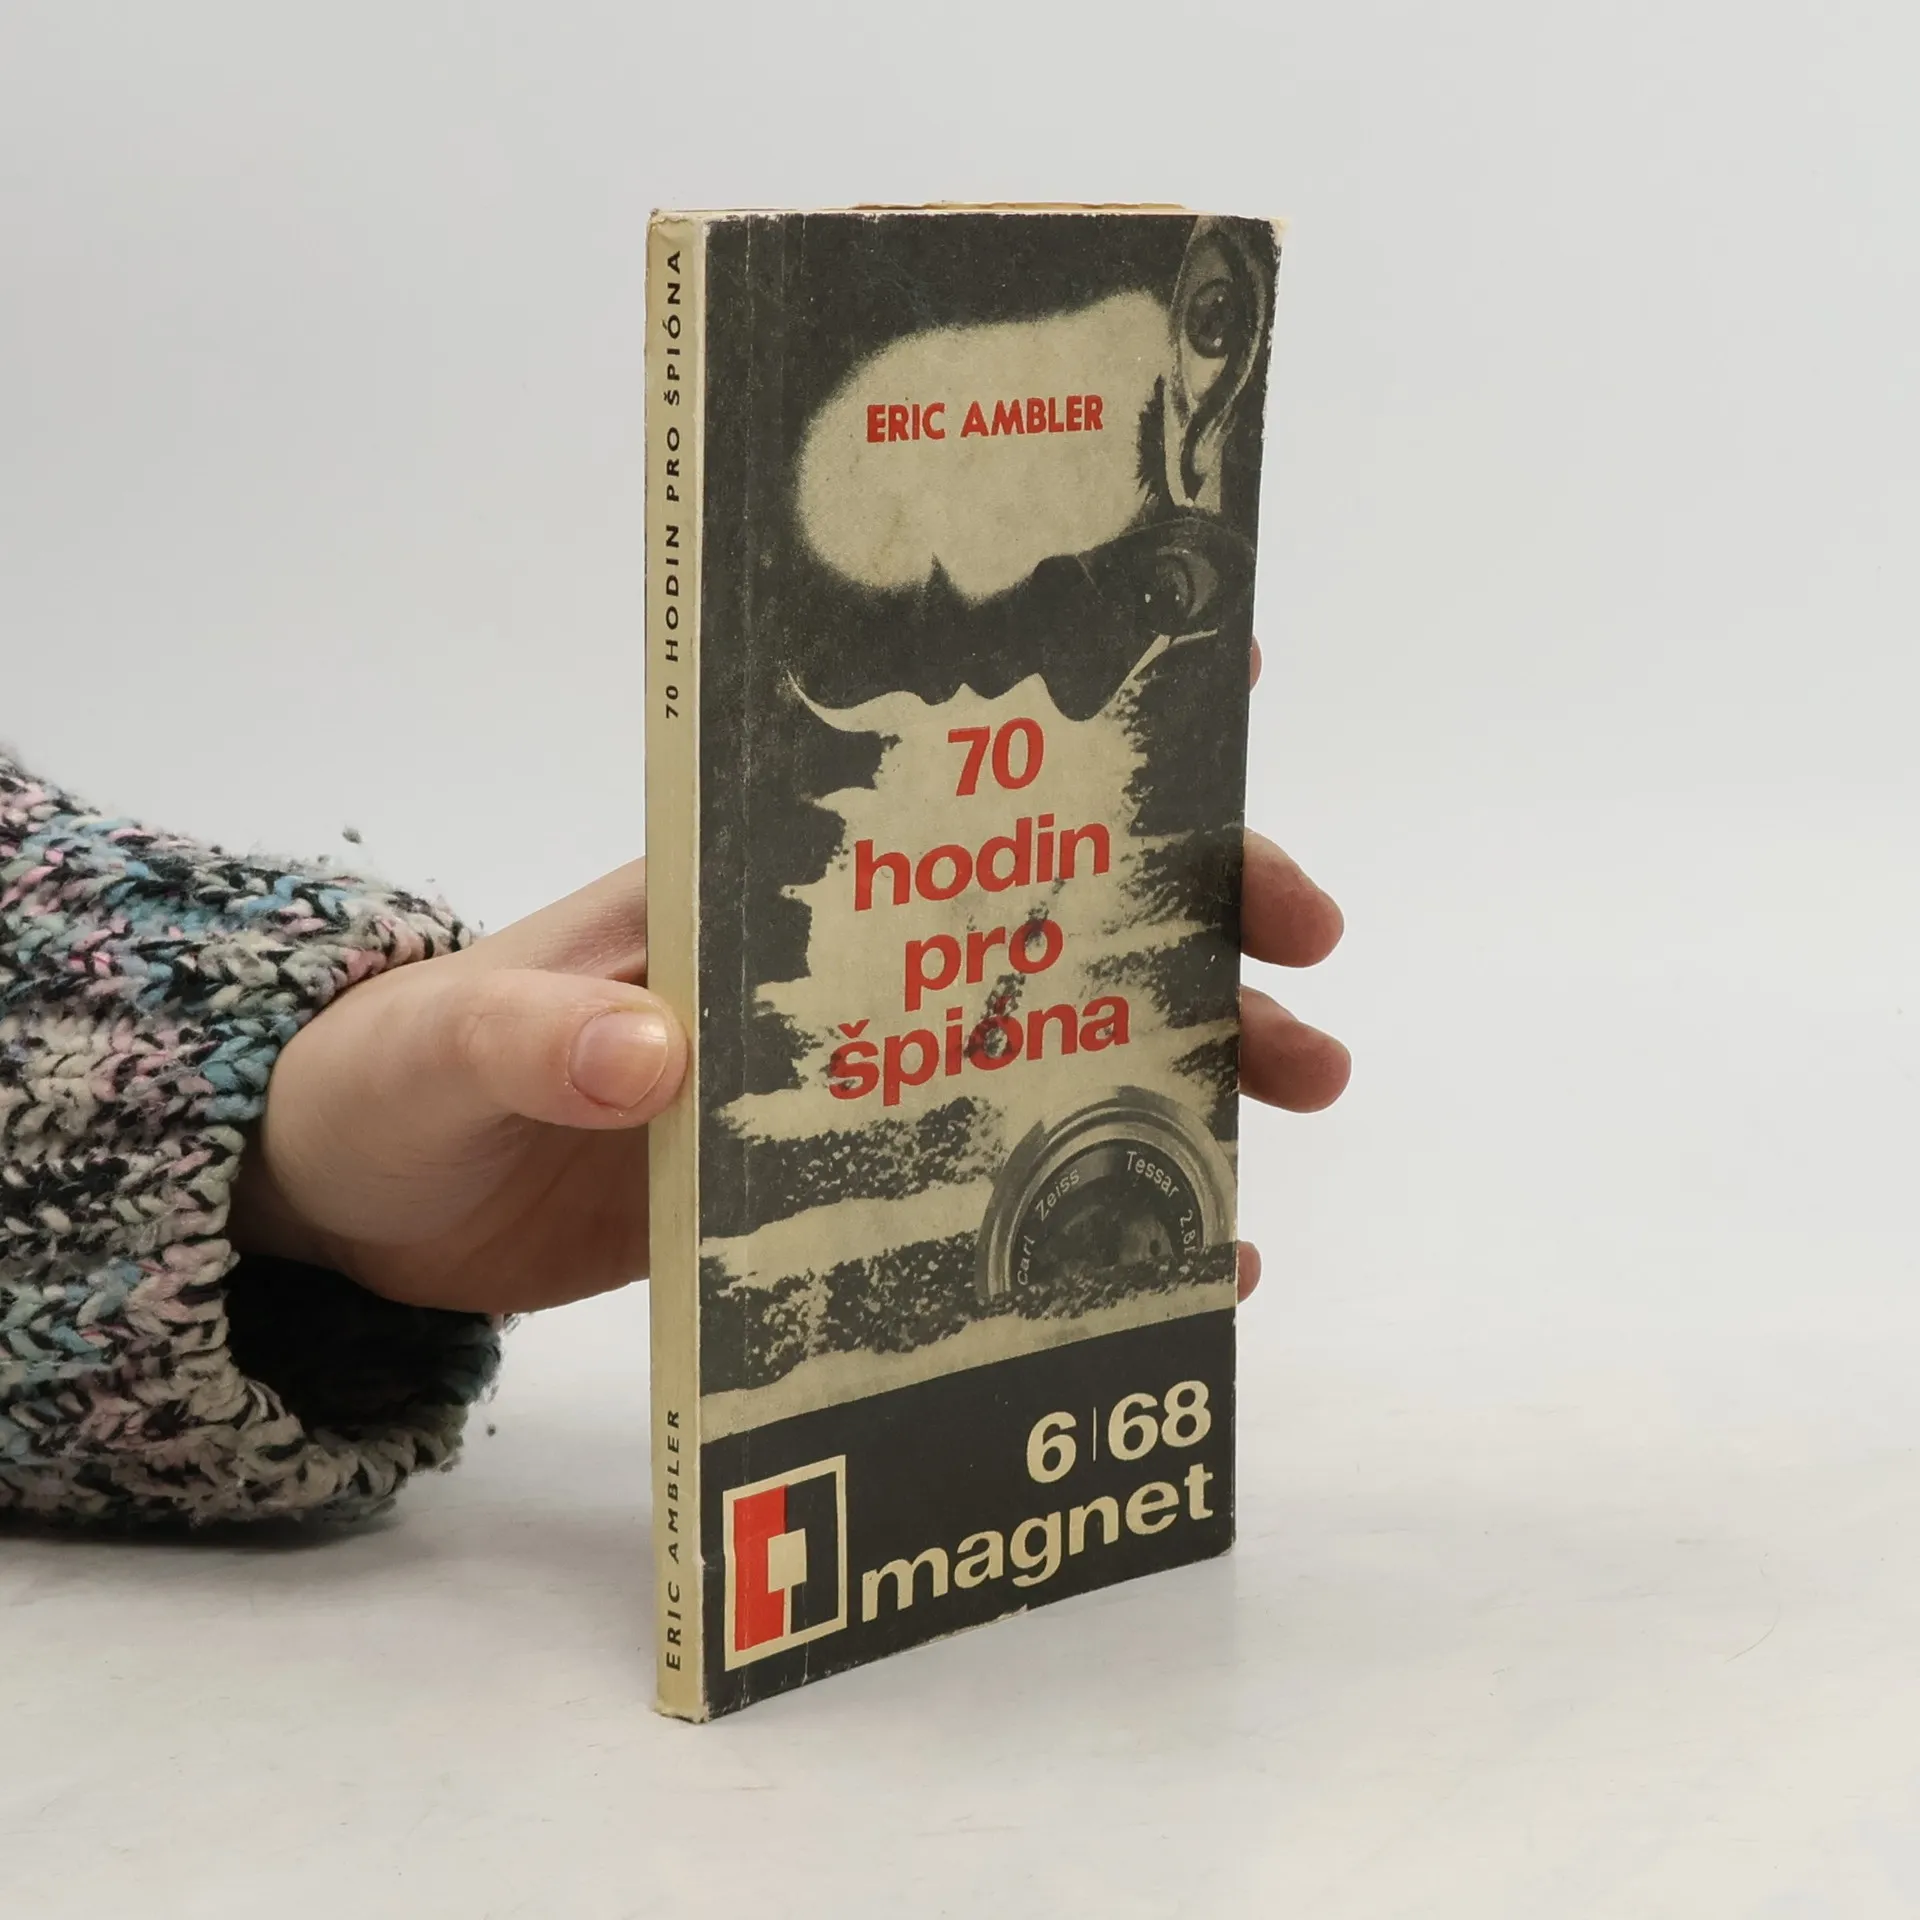 70 HODIN PRO ŠPIÓNA
ERIC AMBLER
ERIC AMBLER
70
hodin
pro
špióna
Carl Zeiss Tessar 2.8/
6|68
magnet